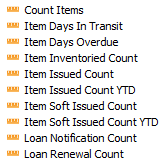 Count Items
Item Days In Transit
Item Days Overdue
Item Inventoried Count
Item Issued Count
Item Issued Count YTD
Item Soft Issued Count
Item Soft Issued Count YTD
Loan Notification Count
Loan Renewal Count